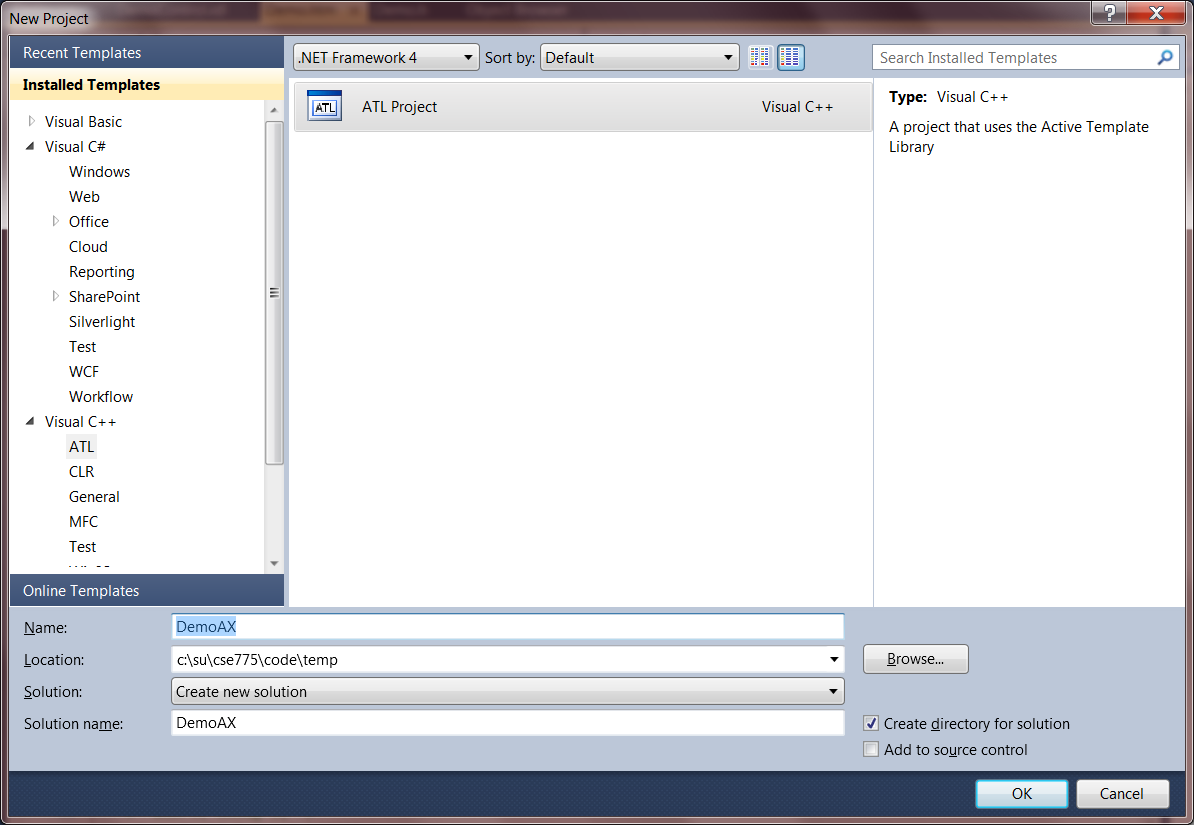 New Project
?
X
Recent Templates
Installed Templates
Visual Basic
Visual C#
Windows
Web
Office
Cloud
Reporting
SharePoint
Silverlight
Test
WCF
Workflow
Visual C++
ATL
CLR
General
MFC
Test
Online Templates
.NET Framework 4
Sort by: Default
Search Installed Templates
ATL
ATL Project
Visual C++
Type: Visual C++
A project that uses the Active Template
Library
Name: DemoAX
Location: c:\su\cse775\code\temp
Browse...
Solution: Create new solution
Solution name: DemoAX
Create directory for solution
Add to source control
OK
Cancel